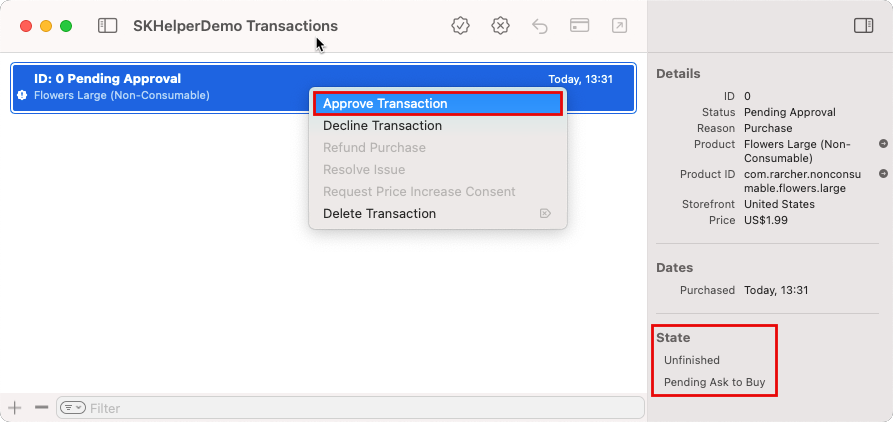 SKHelperDemo Transactions
ID: 0 Pending Approval
Today, 13:31
Flowers Large (Non-Consumable)
Approve Transaction
Decline Transaction
Refund Purchase
Resolve Issue
Request Price Increase Consent
Delete Transaction
Filter
Details
ID 0
Status Pending Approval
Reason Purchase
Product Flowers Large (Non-
Consumable)
Product ID com.rarcher.nonconsu
mable.flowers.large
Storefront United States
Price US$1.99
Dates
Purchased Today, 13:31
State
Unfinished
Pending Ask to Buy